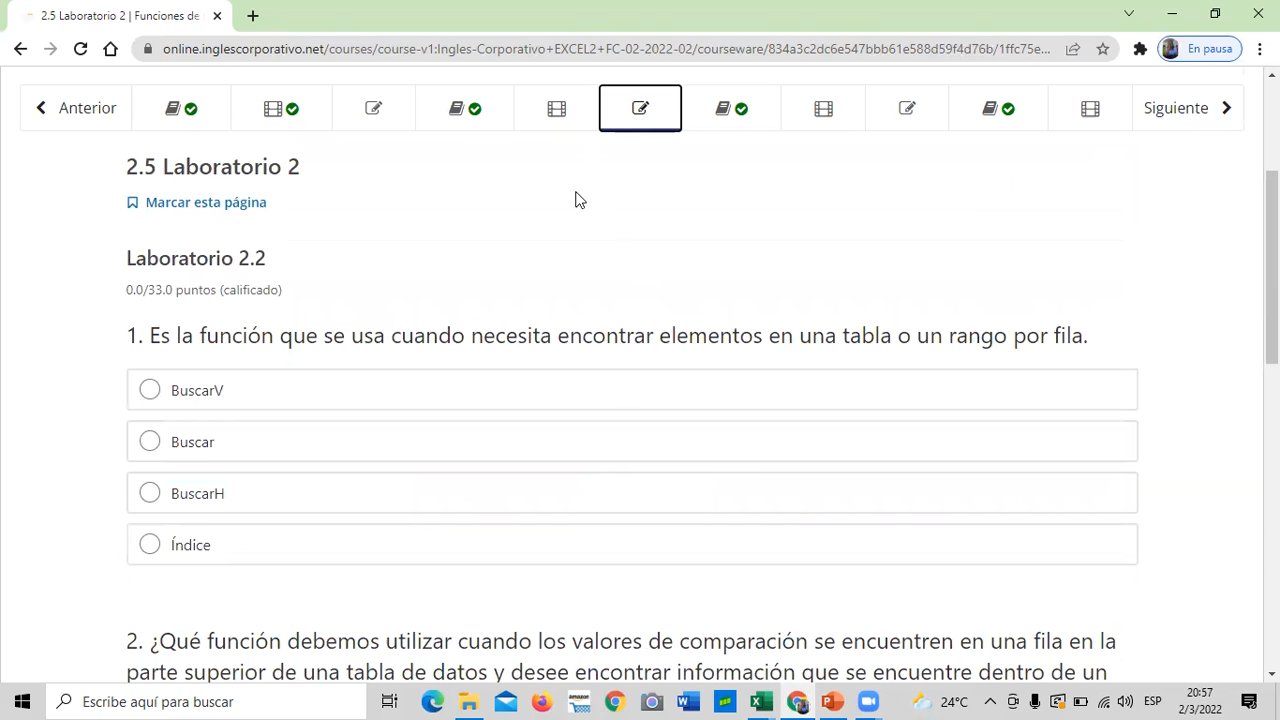 2.5 Laboratorio 2 | Funciones de
online.inglescorporativo.net/courses/course-v1:Ingles-Corporativo+EXCEL2+FC-02-2022-02/courseware/834a3c2dc6e547bbb61e588d59f4d76b/1ffc75e...
En pausa
Anterior
Siguiente
2.5 Laboratorio 2
Marcar esta página
Laboratorio 2.2
0.0/33.0 puntos (calificado)
1. Es la función que se usa cuando necesita encontrar elementos en una tabla o un rango por fila.
BuscarV
Buscar
BuscarH
Índice
2. ¿Qué función debemos utilizar cuando los valores de comparación se encuentren en una fila en la
parte superior de una tabla de datos y desee encontrar información que se encuentre dentro de un
Escribe aquí para buscar
amazon
24°C
ESP
20:57
2/3/2022